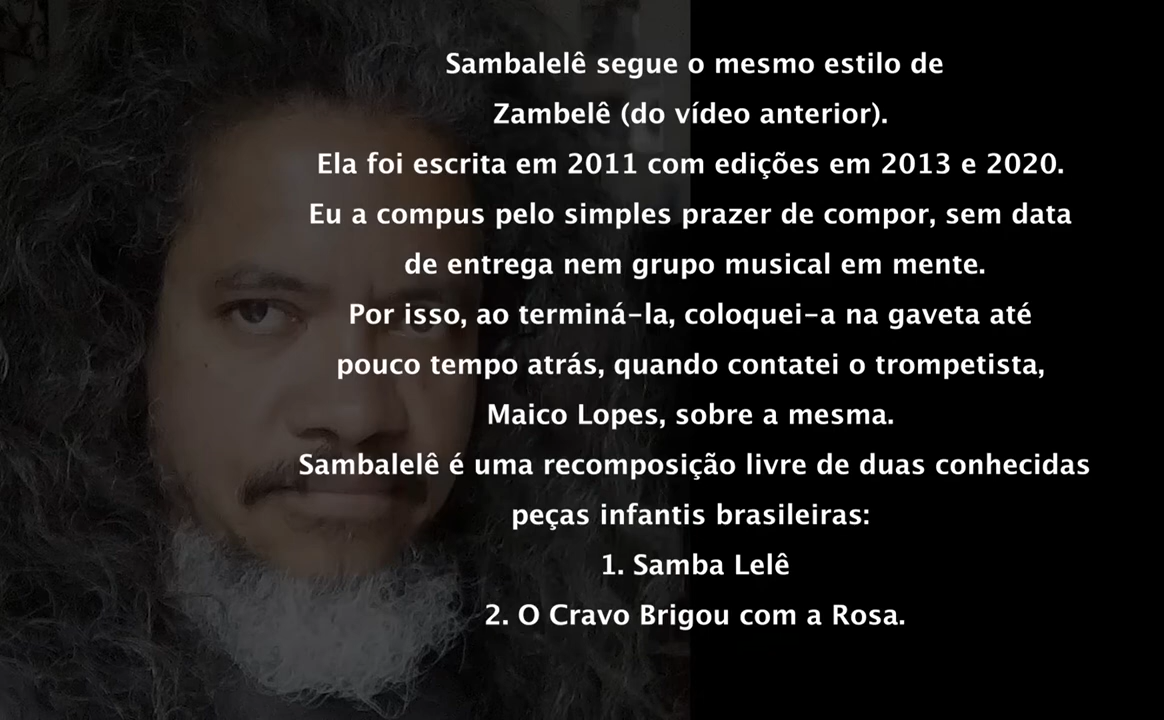 Sambalelê segue o mesmo estilo de
Zambelê (do vídeo anterior).
Ela foi escrita em 2011 com edições em 2013 e 2020.
Eu a compus pelo simples prazer de compor, sem data
de entrega nem grupo musical em mente.
Por isso, ao terminá-la, coloquei-a na gaveta até
pouco tempo atrás, quando contatei o trompetista,
Maico Lopes, sobre a mesma.
Sambalelê é uma recomposição livre de duas conhecidas
peças infantis brasileiras:
1. Samba Lelê
2. O Cravo Brigou com a Rosa.